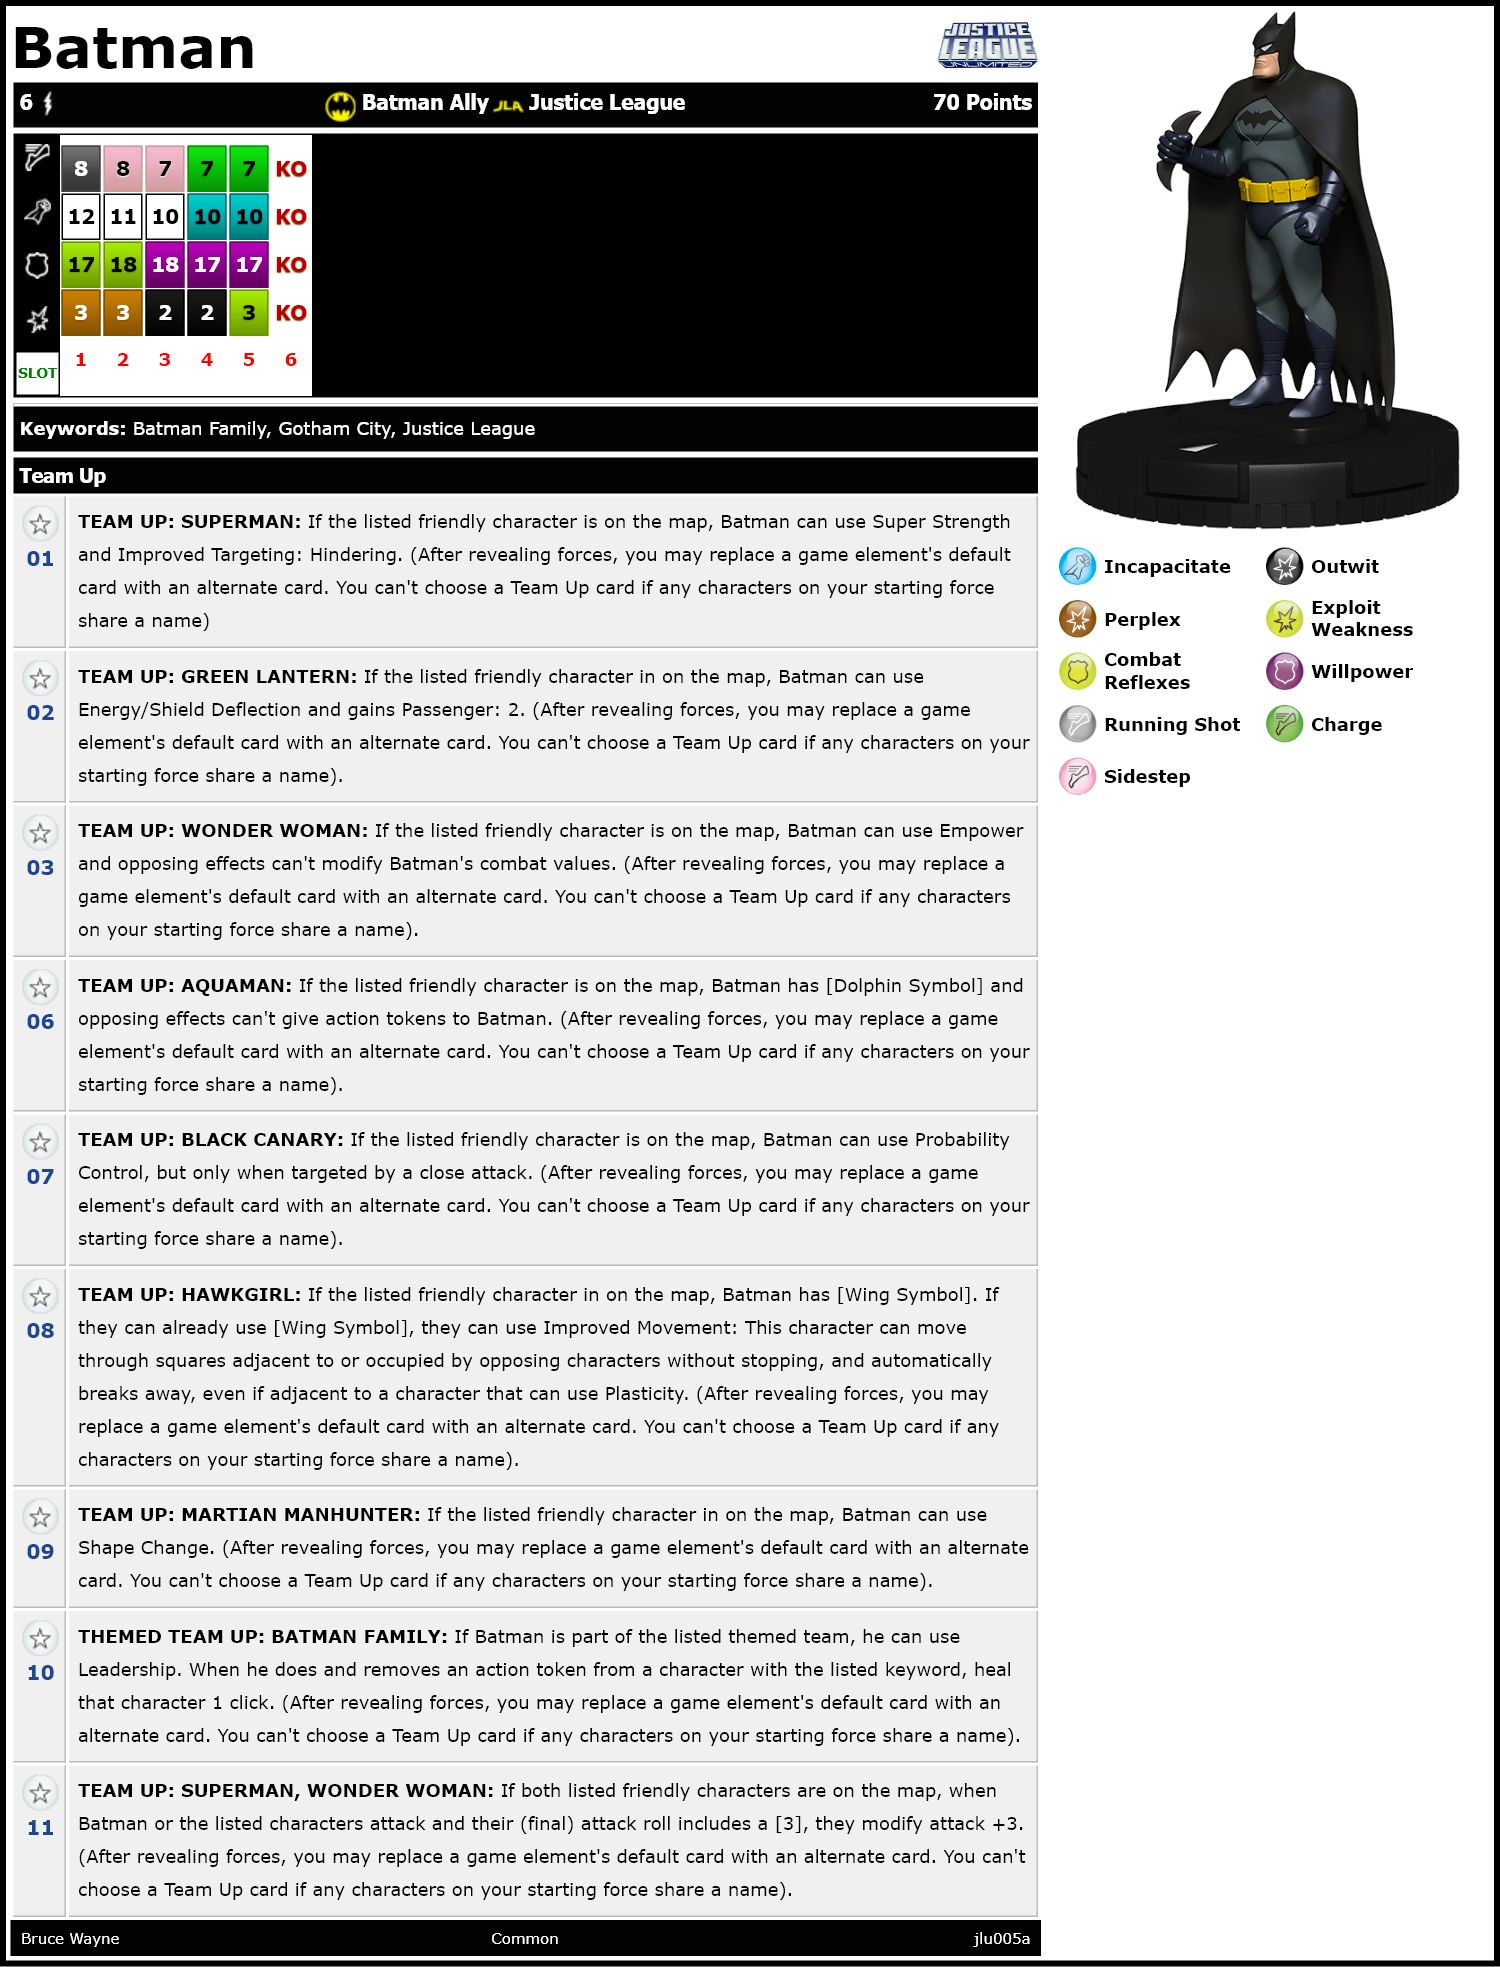 Batman
JUSTICE
LEAGUE
UNLIMITED
6 Batman Ally JLA Justice League 70 Points
8 8 7 7 7 KO
12 11 10 10 10 KO
17 18 18 17 17 KO
3 3 2 2 3 KO
SLOT 1 2 3 4 5 6
Keywords: Batman Family, Gotham City, Justice League
Team Up
01
TEAM UP: SUPERMAN: If the listed friendly character is on the map, Batman can use Super Strength
and Improved Targeting: Hindering. (After revealing forces, you may replace a game element's default
card with an alternate card. You can't choose a Team Up card if any characters on your starting force
share a name)
02
TEAM UP: GREEN LANTERN: If the listed friendly character in on the map, Batman can use
Energy/Shield Deflection and gains Passenger: 2. (After revealing forces, you may replace a game
element's default card with an alternate card. You can't choose a Team Up card if any characters on your
starting force share a name).
03
TEAM UP: WONDER WOMAN: If the listed friendly character is on the map, Batman can use Empower
and opposing effects can't modify Batman's combat values. (After revealing forces, you may replace a
game element's default card with an alternate card. You can't choose a Team Up card if any characters
on your starting force share a name).
06
TEAM UP: AQUAMAN: If the listed friendly character is on the map, Batman has [Dolphin Symbol] and
opposing effects can't give action tokens to Batman. (After revealing forces, you may replace a game
element's default card with an alternate card. You can't choose a Team Up card if any characters on your
starting force share a name).
07
TEAM UP: BLACK CANARY: If the listed friendly character is on the map, Batman can use Probability
Control, but only when targeted by a close attack. (After revealing forces, you may replace a game
element's default card with an alternate card. You can't choose a Team Up card if any characters on your
starting force share a name).
08
TEAM UP: HAWKGIRL: If the listed friendly character in on the map, Batman has [Wing Symbol]. If
they can already use [Wing Symbol], they can use Improved Movement: This character can move
through squares adjacent to or occupied by opposing characters without stopping, and automatically
breaks away, even if adjacent to a character that can use Plasticity. (After revealing forces, you may
replace a game element's default card with an alternate card. You can't choose a Team Up card if any
characters on your starting force share a name).
09
TEAM UP: MARTIAN MANHUNTER: If the listed friendly character in on the map, Batman can use
Shape Change. (After revealing forces, you may replace a game element's default card with an alternate
card. You can't choose a Team Up card if any characters on your starting force share a name).
10
THEMED TEAM UP: BATMAN FAMILY: If Batman is part of the listed themed team, he can use
Leadership. When he does and removes an action token from a character with the listed keyword, heal
that character 1 click. (After revealing forces, you may replace a game element's default card with an
alternate card. You can't choose a Team Up card if any characters on your starting force share a name).
11
TEAM UP: SUPERMAN, WONDER WOMAN: If both listed friendly characters are on the map, when
Batman or the listed characters attack and their (final) attack roll includes a [3], they modify attack +3.
(After revealing forces, you may replace a game element's default card with an alternate card. You can't
choose a Team Up card if any characters on your starting force share a name).
Bruce Wayne Common jlu005a
Incapacitate Outwit
Perplex
Exploit
Weakness
Combat
Reflexes
Willpower
Running Shot Charge
Sidestep